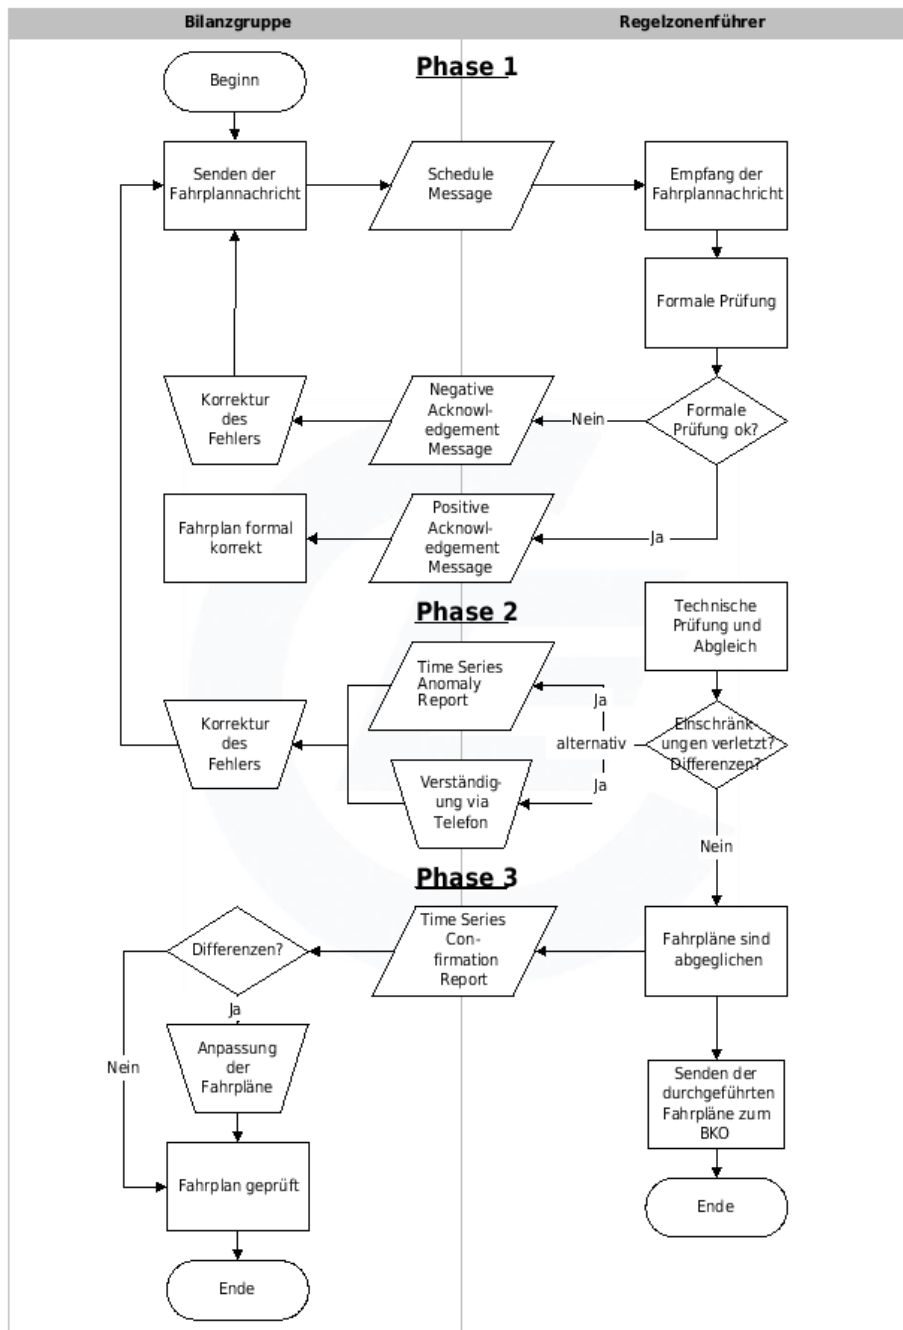 Bilanzgruppe
Regelzonenführer
Phase 1
Beginn
Senden der
Fahrplannachricht
Schedule
Message
Empfang der
Fahrplannachricht
Formale Prüfung
Korrektur
des
Fehlers
Negative
Acknowl-
edgement
Message
Nein
Formale
Prüfung ok?
Fahrplan formal
korrekt
Positive
Acknowl-
edgement
Message
Ja
Phase 2
Technische
Prüfung und
Abgleich
Time Series
Anomaly
Report
Ja
Korrektur
des
Fehlers
alternativ
Einschränk-
ungen verletzt?
Differenzen?
Verständig-
ung via
Telefon
Ja
Nein
Phase 3
Differenzen?
Time Series
Con-
firmation
Report
Fahrpläne sind
abgeglichen
Ja
Nein
Anpassung
der
Fahrpläne
Senden der
durchgeführten
Fahrpläne zum
BKO
Fahrplan geprüft
Ende
Ende